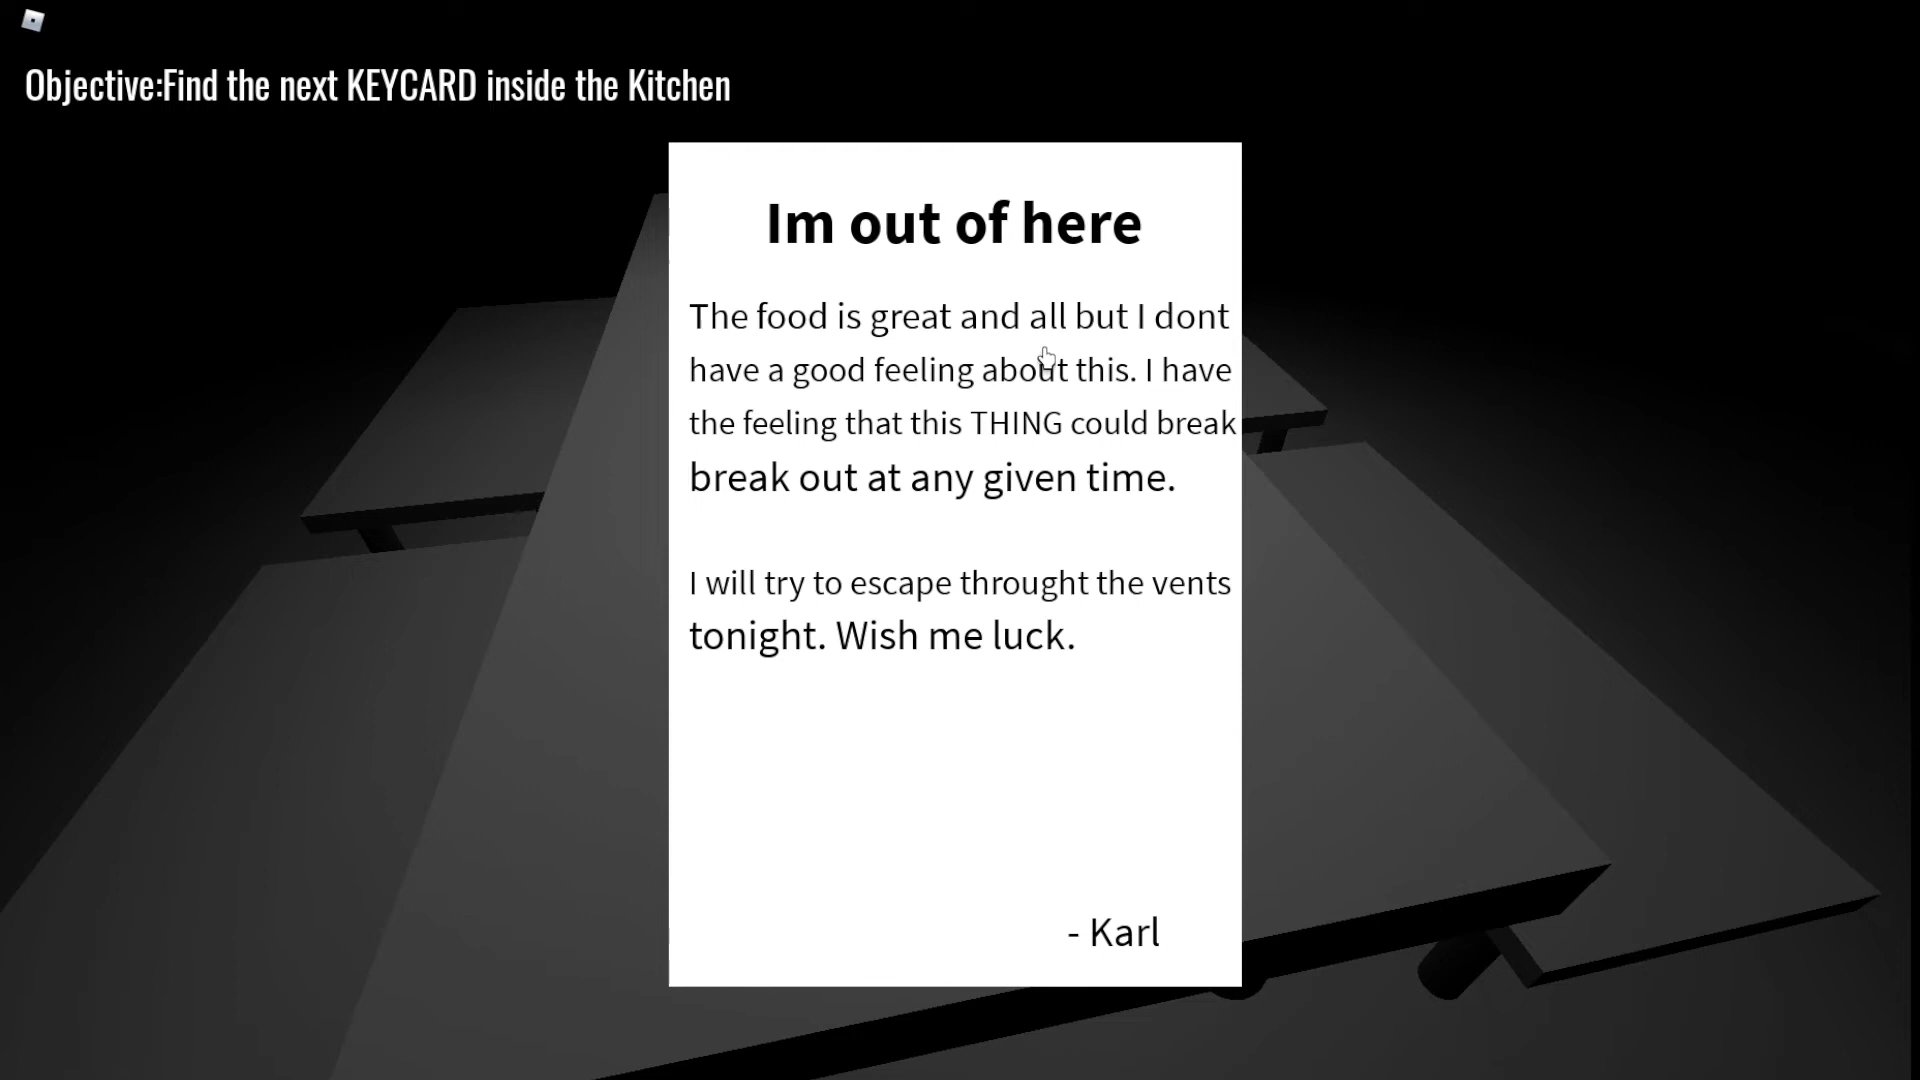 Objective:Find the next KEYCARD inside the Kitchen
Im out of here
The food is great and all but I dont
have a good feeling about this. I have
the feeling that this THING could break
break out at any given time.
I will try to escape throught the vents
tonight. Wish me luck.
- Karl